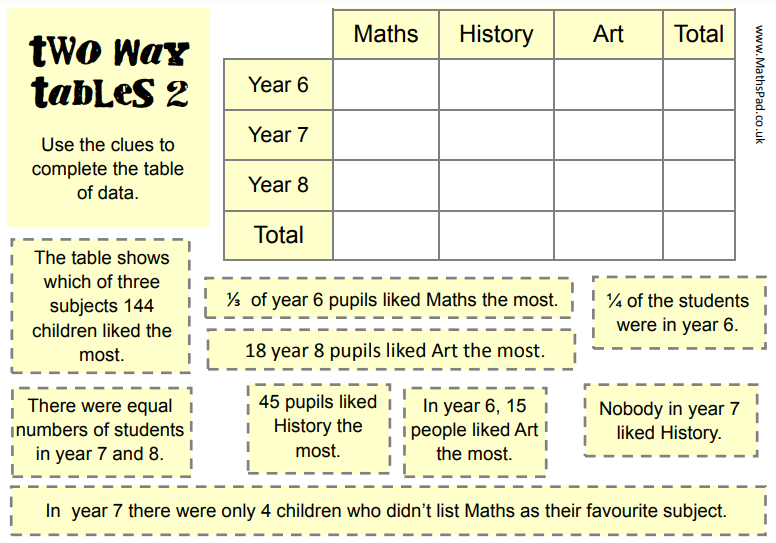 two way
tables 2
Use the clues to
complete the table
of data.
Maths History Art Total
Year 6
Year 7
Year 8
Total
www.MathsPad.co.uk
The table shows
which of three
subjects 144
children liked the
most.
⅓ of year 6 pupils liked Maths the most.
¼ of the students
were in year 6.
18 year 8 pupils liked Art the most.
There were equal
numbers of students
in year 7 and 8.
45 pupils liked
History the
most.
In year 6, 15
people liked Art
the most.
Nobody in year 7
liked History.
In year 7 there were only 4 children who didn’t list Maths as their favourite subject.